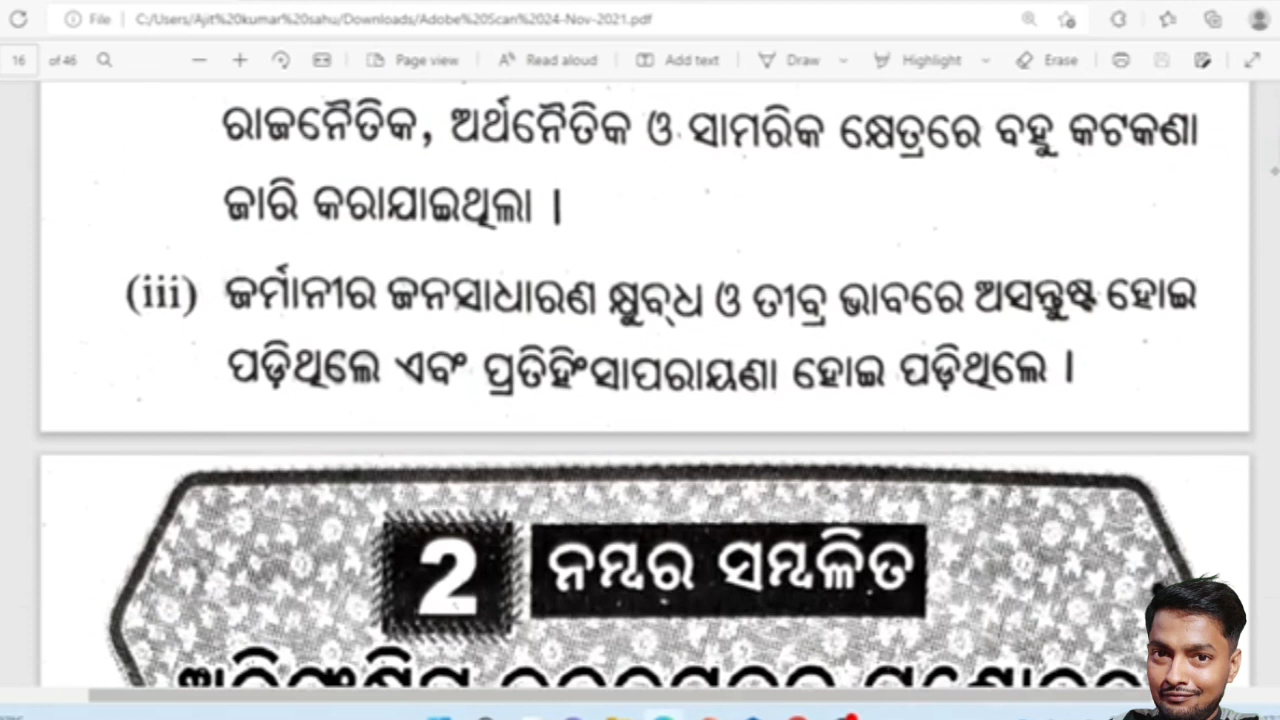 File C:/Users/Ajit%20kumar%20sahu/Downloads/Adobe%20Scan%2024-Nov-2021.pdf
16 of 46 Page view Read aloud Add text Draw Highlight Erase
ରାଜନୈତିକ, ଅର୍ଥନୈତିକ ଓ ସାମରିକ କ୍ଷେତ୍ରରେ ବହୁ କଟକଣା
ଜାରି କରାଯାଇଥିଲା ।
(iii) ଜର୍ମାନୀର ଜନସାଧାରଣ କ୍ଷୁବ୍‌ଧ ଓ ତୀବ୍ର ଭାବରେ ଅସନ୍ତୁଷ୍ଟ ହୋଇ
ପଡ଼ିଥିଲେ ଏବଂ ପ୍ରତିହିଂସାପରାୟଣ ହୋଇ ପଡ଼ିଥିଲେ ।
2 ନମ୍ବର ସମ୍ବଳିତ